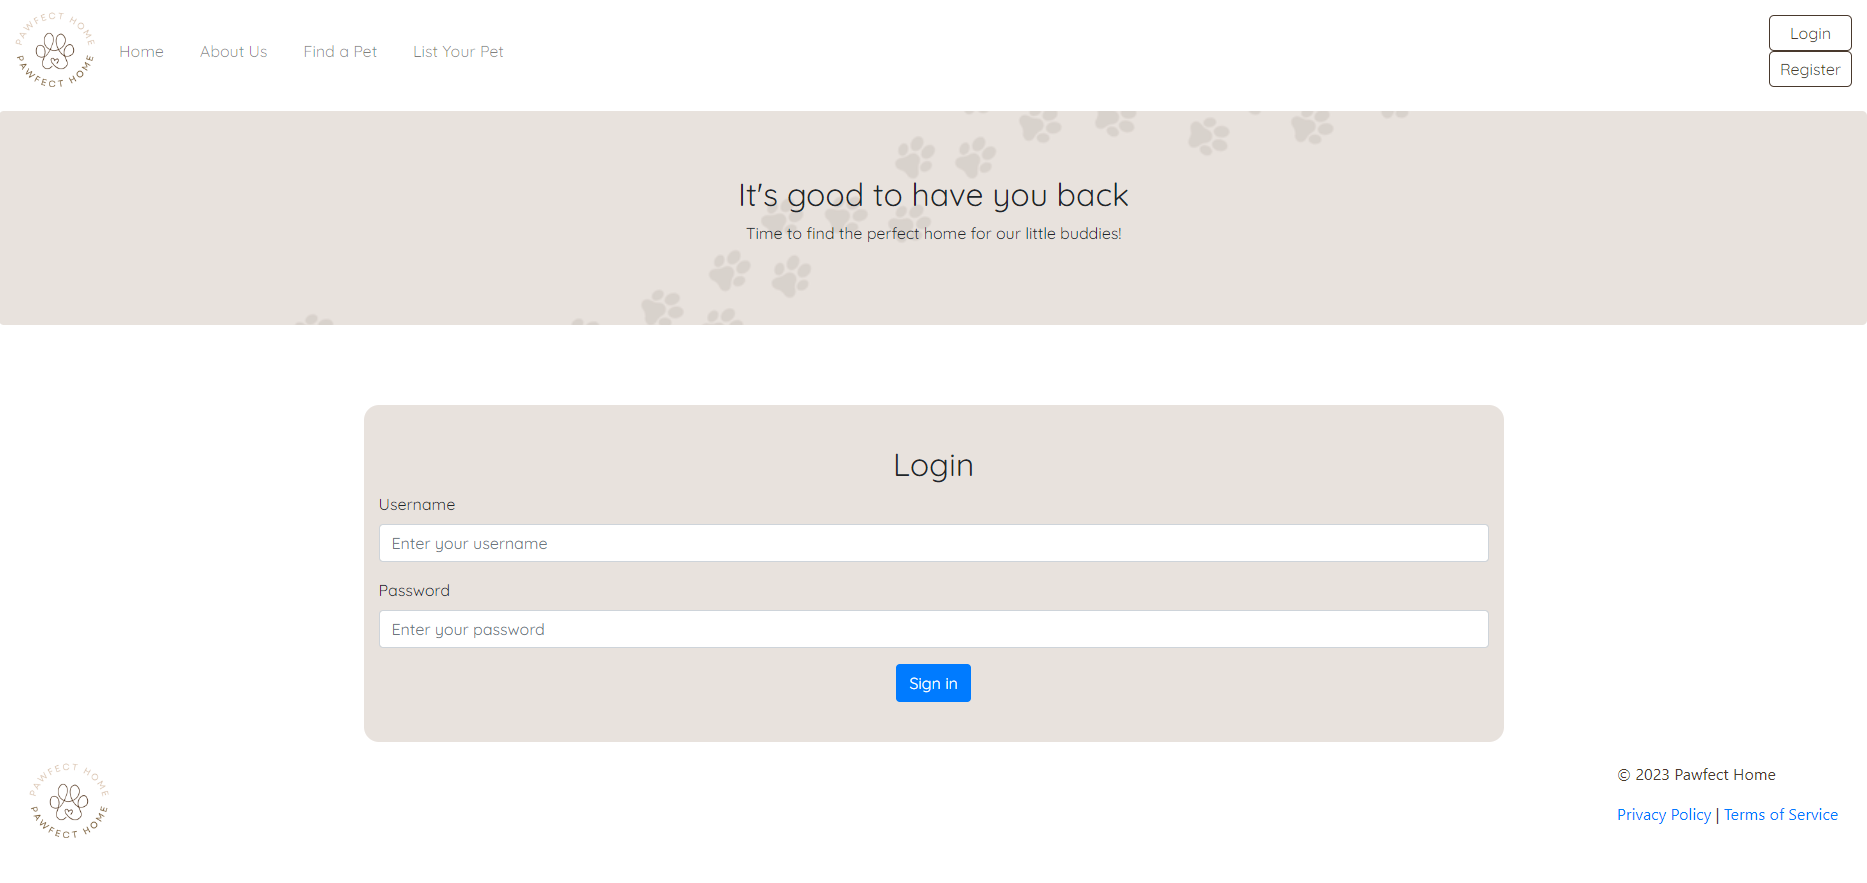 PAWFECT HOME
PAWFECT HOME
Home
About Us
Find a Pet
List Your Pet
Login
Register
It's good to have you back
Time to find the perfect home for our little buddies!
Login
Username
Enter your username
Password
Enter your password
Sign in
PAWFECT HOME
PAWFECT HOME
© 2023 Pawfect Home
Privacy Policy | Terms of Service